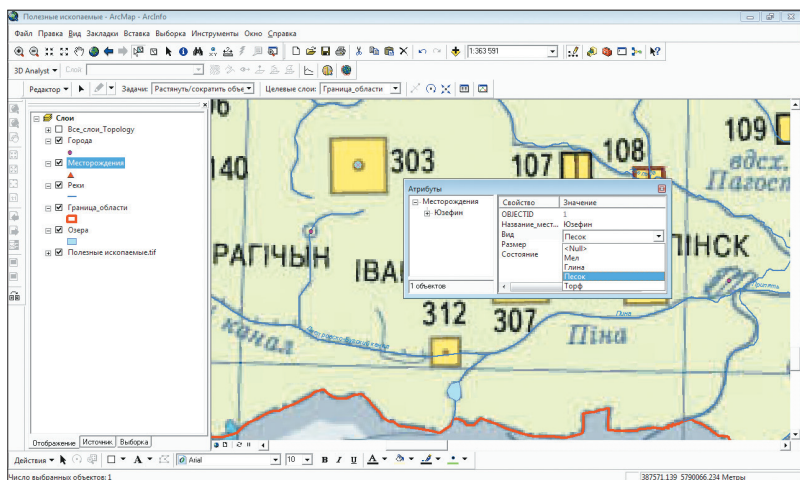 Полезные ископаемые - ArcMap - ArcInfo
Файл Правка Вид Закладки Вставка Выборка Инструменты Окно Справка
1:363 591
3D Analyst Слой:
Редактор Задачи: Растянуть/сократить объе Целевые слои: Граница_области
Слои
Все_слои_Topology
Города
Месторождения
Реки
Граница_области
Озера
Полезные ископаемые.tif
Отображение Источник Выборка
16
140
303
107
108
109
вдсх.
Пагост
РАГІЧЫН
ІВА
ПІНСК
312
307
Піна
Пина
канал
Припять
Атрибуты
Месторождения
Юзефин
1 объектов
Свойство Значение
OBJECTID 1
Название_мест... Юзефин
Вид Песок
Размер <Null>
Состояние Мел
Глина
Песок
Торф
Действия A Arial 10 B I U A
Число выбранных объектов: 1
387571.139 5790066.234 Метры